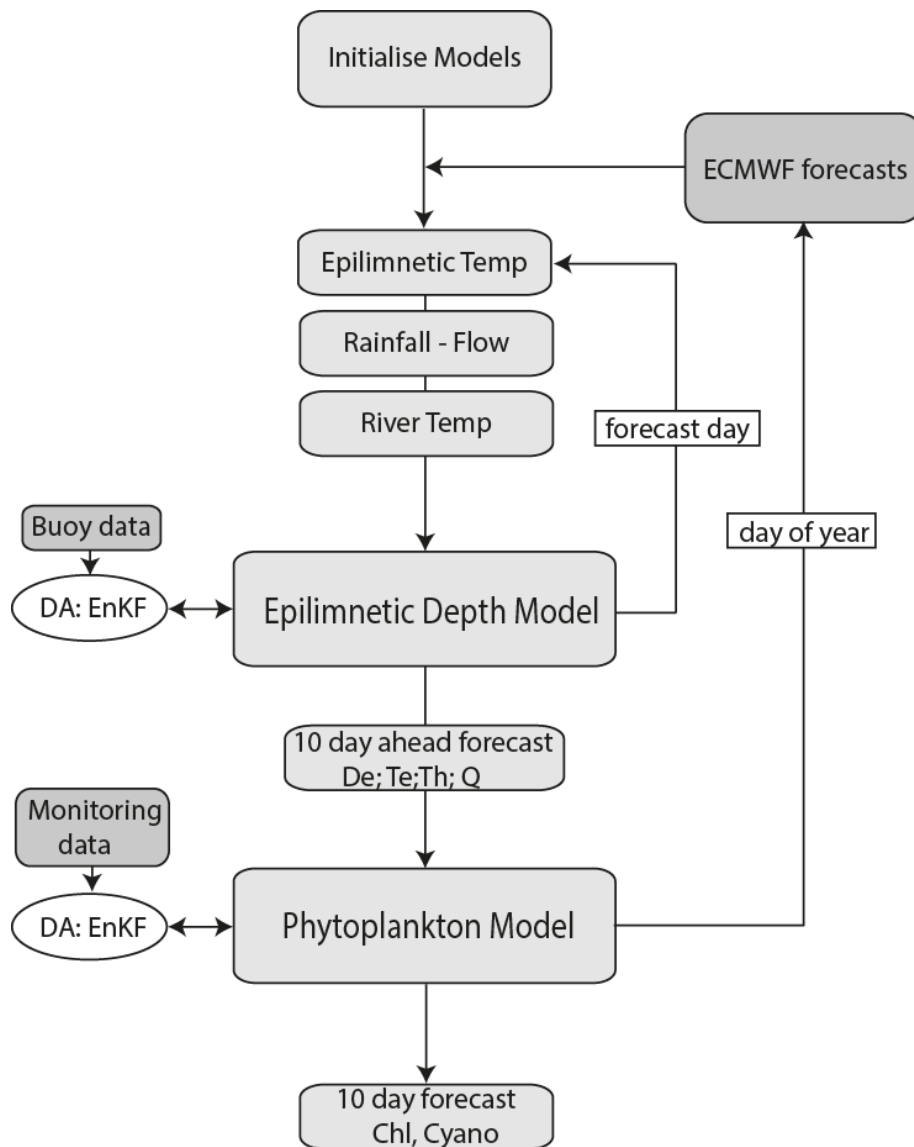 Initialise Models
ECMWF forecasts
Epilimnetic Temp
Rainfall - Flow
River Temp
forecast day
Buoy data
day of year
DA: EnKF
Epilimnetic Depth Model
10 day ahead forecast
De; Te;Th; Q
Monitoring
data
DA: EnKF
Phytoplankton Model
10 day forecast
Chl, Cyano